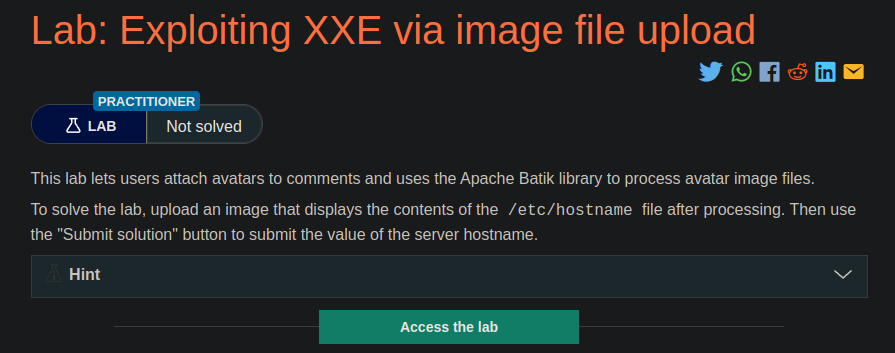 Lab: Exploiting XXE via image file upload
PRACTITIONER
LAB
Not solved
This lab lets users attach avatars to comments and uses the Apache Batik library to process avatar image files.
To solve the lab, upload an image that displays the contents of the /etc/hostname file after processing. Then use
the "Submit solution" button to submit the value of the server hostname.
Hint
Access the lab